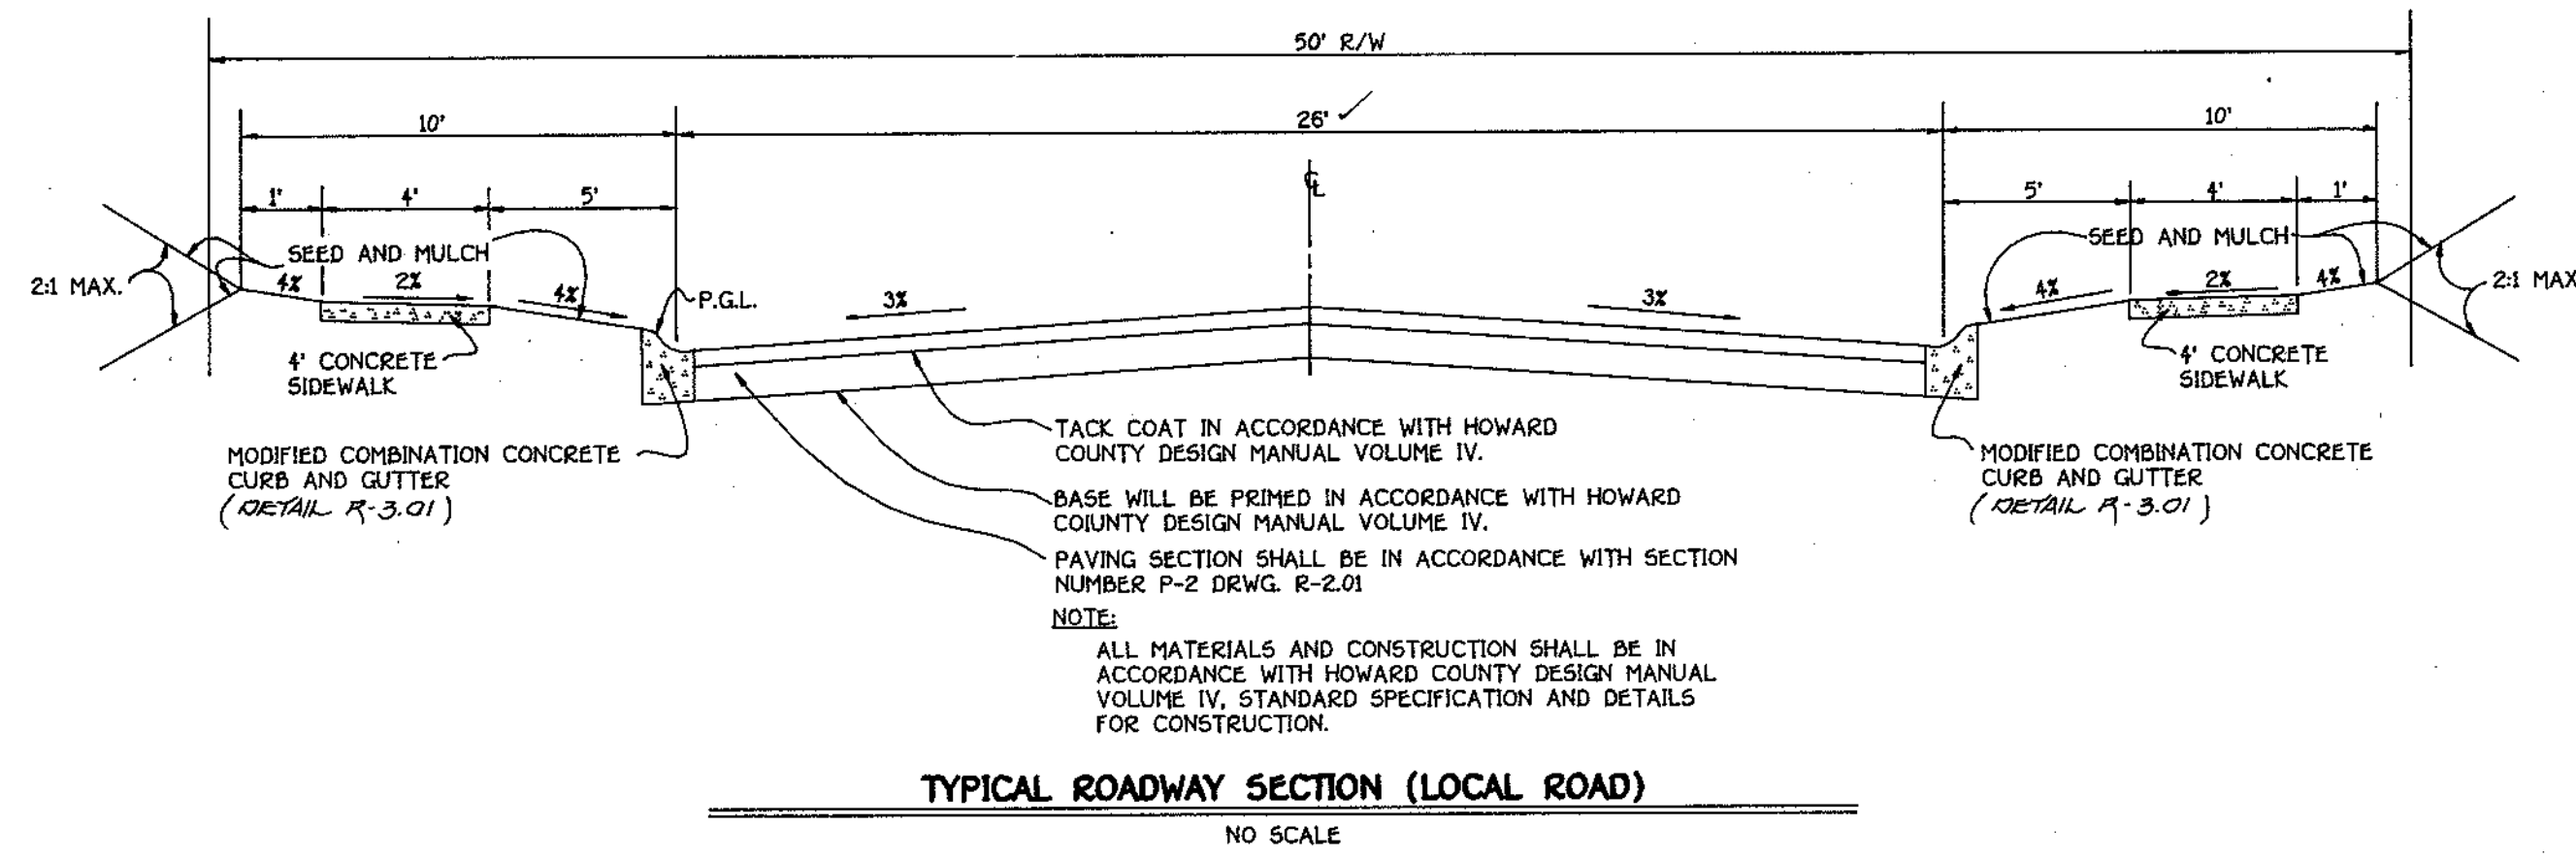 50' R/W
10'
26'
10'
1'
4'
5'
℄
5'
4'
1'
SEED AND MULCH
SEED AND MULCH
2:1 MAX.
4%
2%
4%
P.G.L.
3%
3%
4%
2%
4%
2:1 MAX
4' CONCRETE
SIDEWALK
4' CONCRETE
SIDEWALK
MODIFIED COMBINATION CONCRETE
CURB AND GUTTER
(DETAIL R-3.01)
TACK COAT IN ACCORDANCE WITH HOWARD
COUNTY DESIGN MANUAL VOLUME IV.
BASE WILL BE PRIMED IN ACCORDANCE WITH HOWARD
COIUNTY DESIGN MANUAL VOLUME IV.
PAVING SECTION SHALL BE IN ACCORDANCE WITH SECTION
NUMBER P-2 DRWG. R-2.01
MODIFIED COMBINATION CONCRETE
CURB AND GUTTER
(DETAIL R-3.01)
NOTE:
ALL MATERIALS AND CONSTRUCTION SHALL BE IN
ACCORDANCE WITH HOWARD COUNTY DESIGN MANUAL
VOLUME IV, STANDARD SPECIFICATION AND DETAILS
FOR CONSTRUCTION.
TYPICAL ROADWAY SECTION (LOCAL ROAD)
NO SCALE